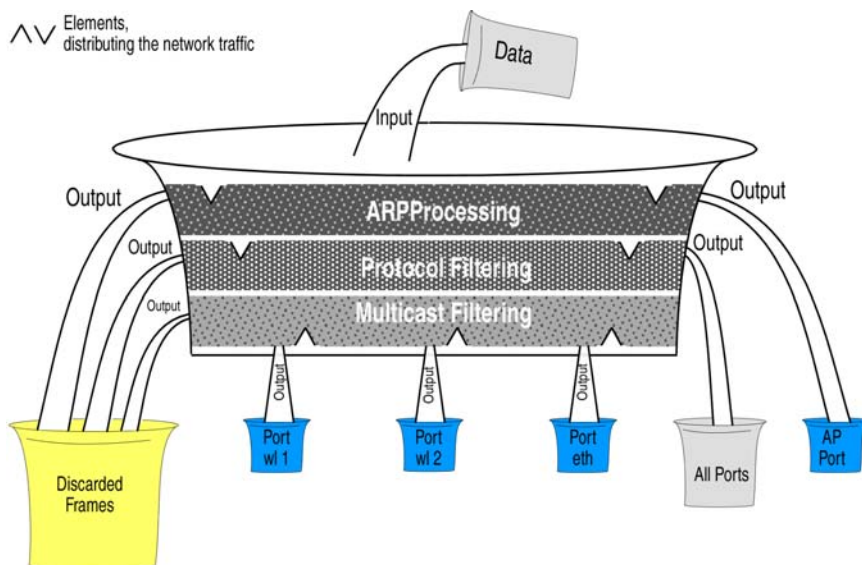 Elements,
distributing the network traffic
Data
Input
Output
Output
ARPProcessing
Output
Output
Protocol Filtering
Output
Multicast Filtering
Output
Output
Output
Port
wl 1
Port
wl 2
Port
eth
AP
Port
All Ports
Discarded
Frames